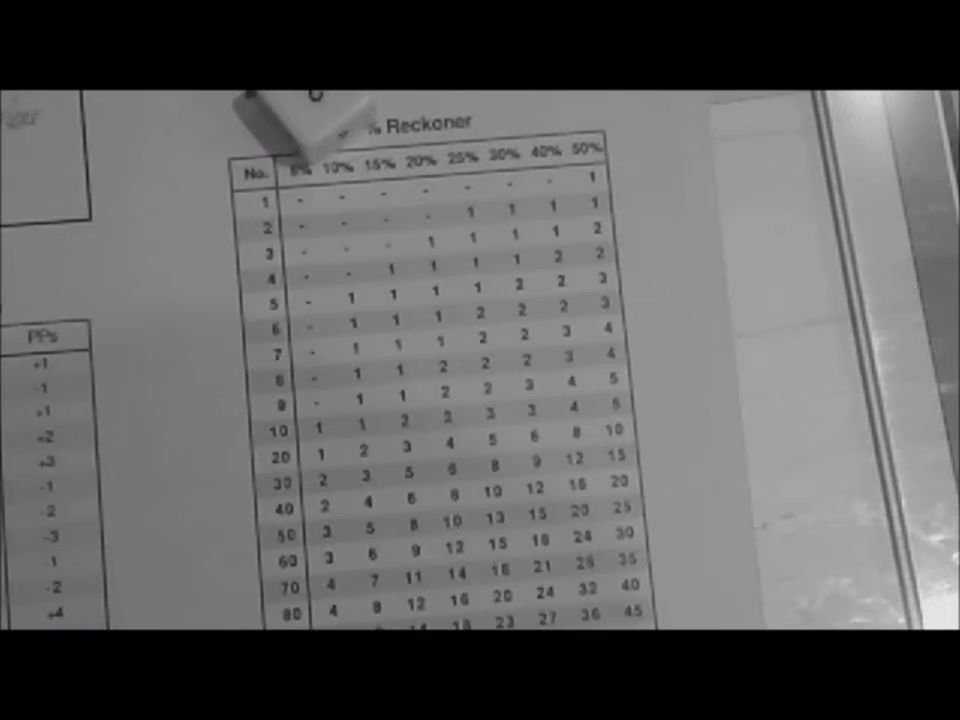 % Reckoner
No. 5% 10% 15% 20% 25% 30% 40% 50%
1 - - - - - - - 1
2 - - - - 1 1 1 1
3 - - - 1 1 1 1 2
4 - - 1 1 1 1 2 2
5 - 1 1 1 1 2 2 3
6 - 1 1 1 2 2 2 3
7 - 1 1 1 2 2 3 4
8 - 1 1 2 2 2 3 4
9 - 1 1 2 2 3 4 5
10 1 1 2 2 3 3 4 5
20 1 2 3 4 5 6 8 10
30 2 3 5 6 8 9 12 15
40 2 4 6 8 10 12 16 20
50 3 5 8 10 13 15 20 25
60 3 6 9 12 15 18 24 30
70 4 7 11 14 18 21 28 35
80 4 8 12 16 20 24 32 40
14 18 23 27 36 45
PPs
+1
-1
+1
+2
+3
-1
-2
-3
-1
-2
+4